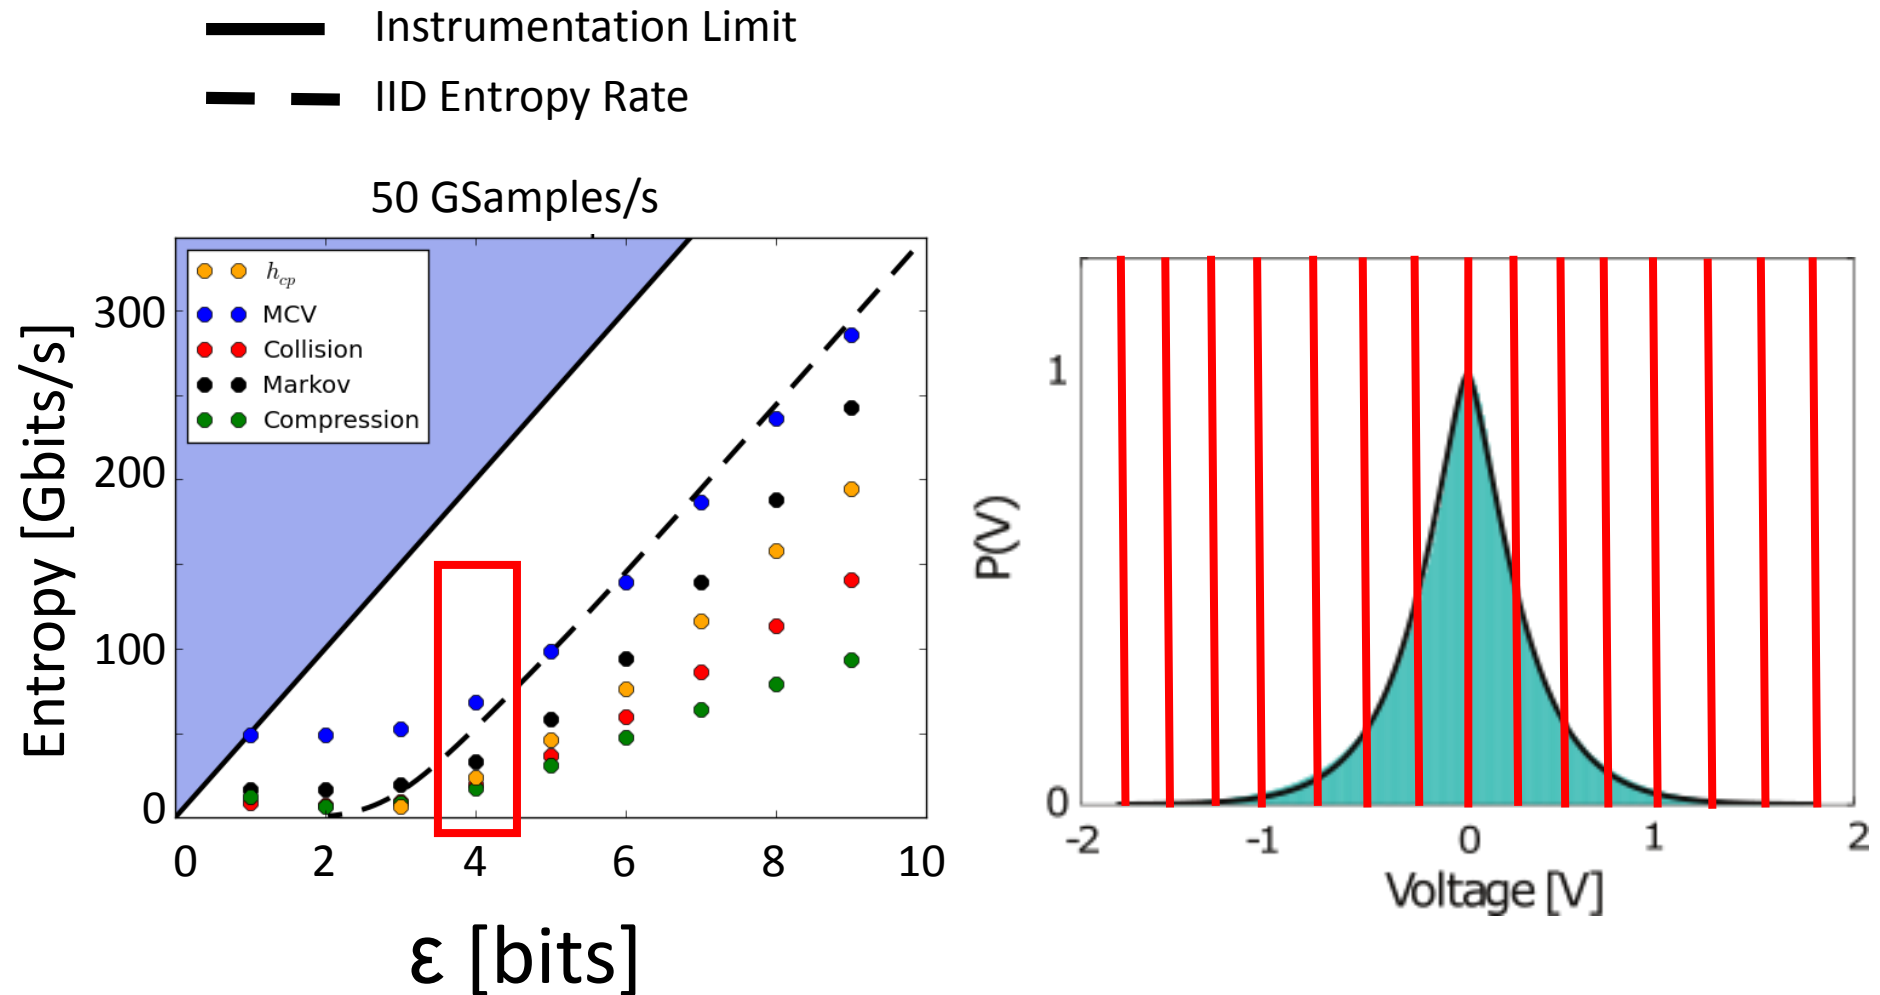 Instrumentation Limit
IID Entropy Rate
50 GSamples/s
h_cp
MCV
Collision
Markov
Compression
Entropy [Gbits/s]
300
200
100
0
0 2 4 6 8 10
ε [bits]
P(V)
1
0
-2 -1 0 1 2
Voltage [V]